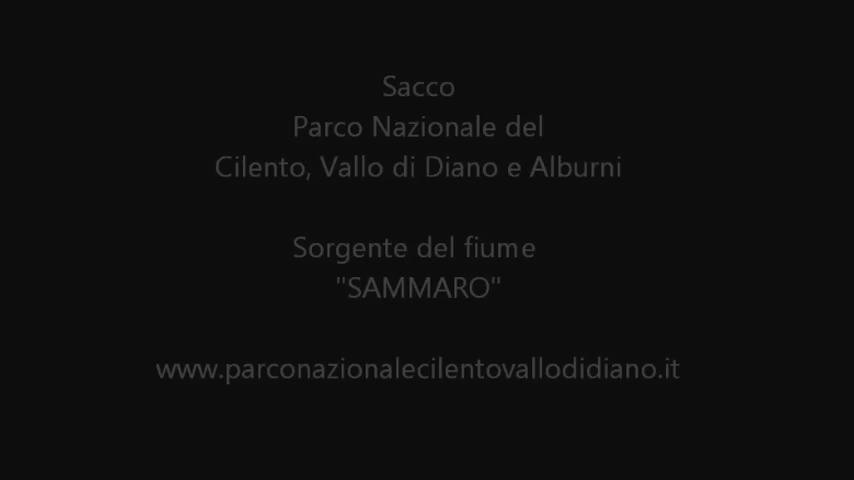 Sacco
Parco Nazionale del
Cilento, Vallo di Diano e Alburni
Sorgente del fiume
"SAMMARO"
www.parconazionalecilentovallodidiano.it